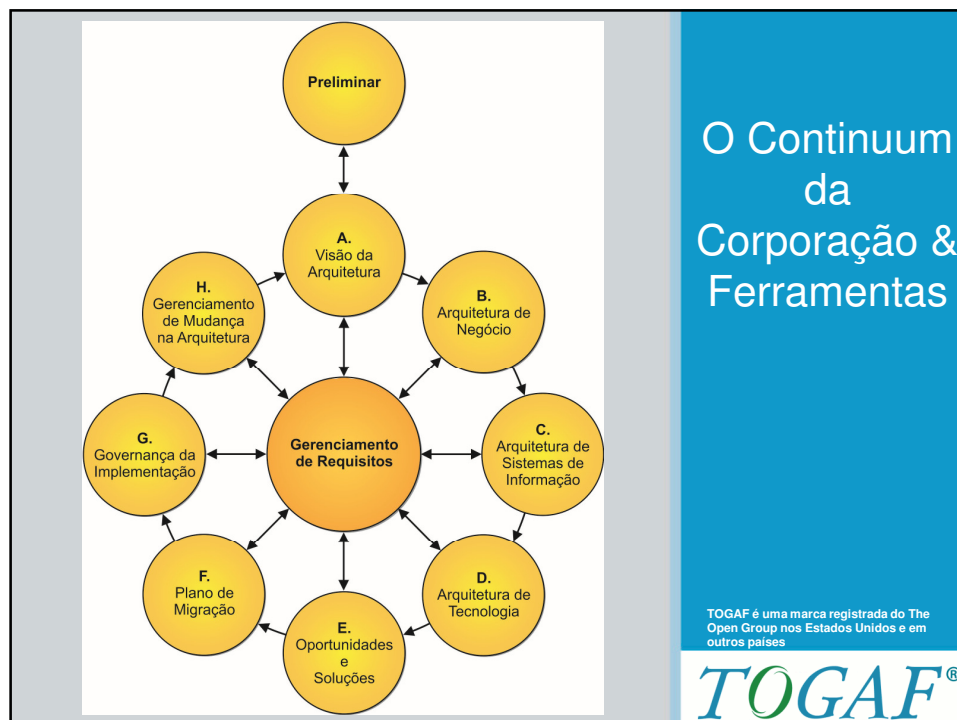 Preliminar
A.
Visão da
Arquitetura
B.
Arquitetura de
Negócio
C.
Arquitetura de
Sistemas de
Informação
D.
Arquitetura de
Tecnologia
E.
Oportunidades
e
Soluções
F.
Plano de
Migração
G.
Governança da
Implementação
H.
Gerenciamento
de Mudança
na Arquitetura
Gerenciamento
de Requisitos
O Continuum
da
Corporação &
Ferramentas
TOGAF é uma marca registrada do The
Open Group nos Estados Unidos e em
outros países
TOGAF®